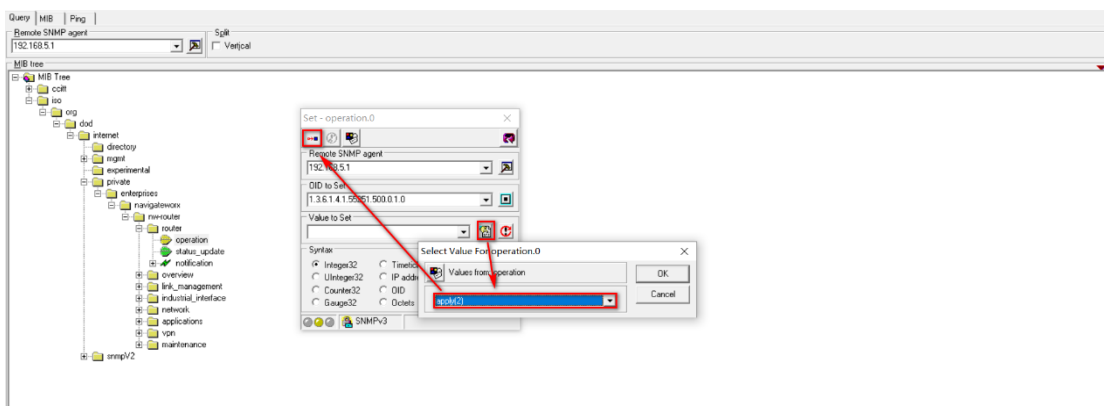 Query MIB Ping
Remote SNMP agent Split
192.168.5.1 Vertical
MIB tree
MIB Tree
ccitt
iso
org
dod
internet
directory
mgmt
experimental
private
enterprises
navigateworx
nw-router
router
operation
status_update
notification
overview
link_management
industrial_interface
network
applications
vpn
maintenance
snmpV2
Set - operation.0
Remote SNMP agent
192.168.5.1
OID to Set
1.3.6.1.4.1.55
51.500.0.1.0
Value to Set
Syntax
Integer32 Timetic
UInteger32 IP addr
Counter32 OID
Gauge32 Octets
SNMPv3
Select Value For operation.0
Values from operation
OK
apply(2)
Cancel